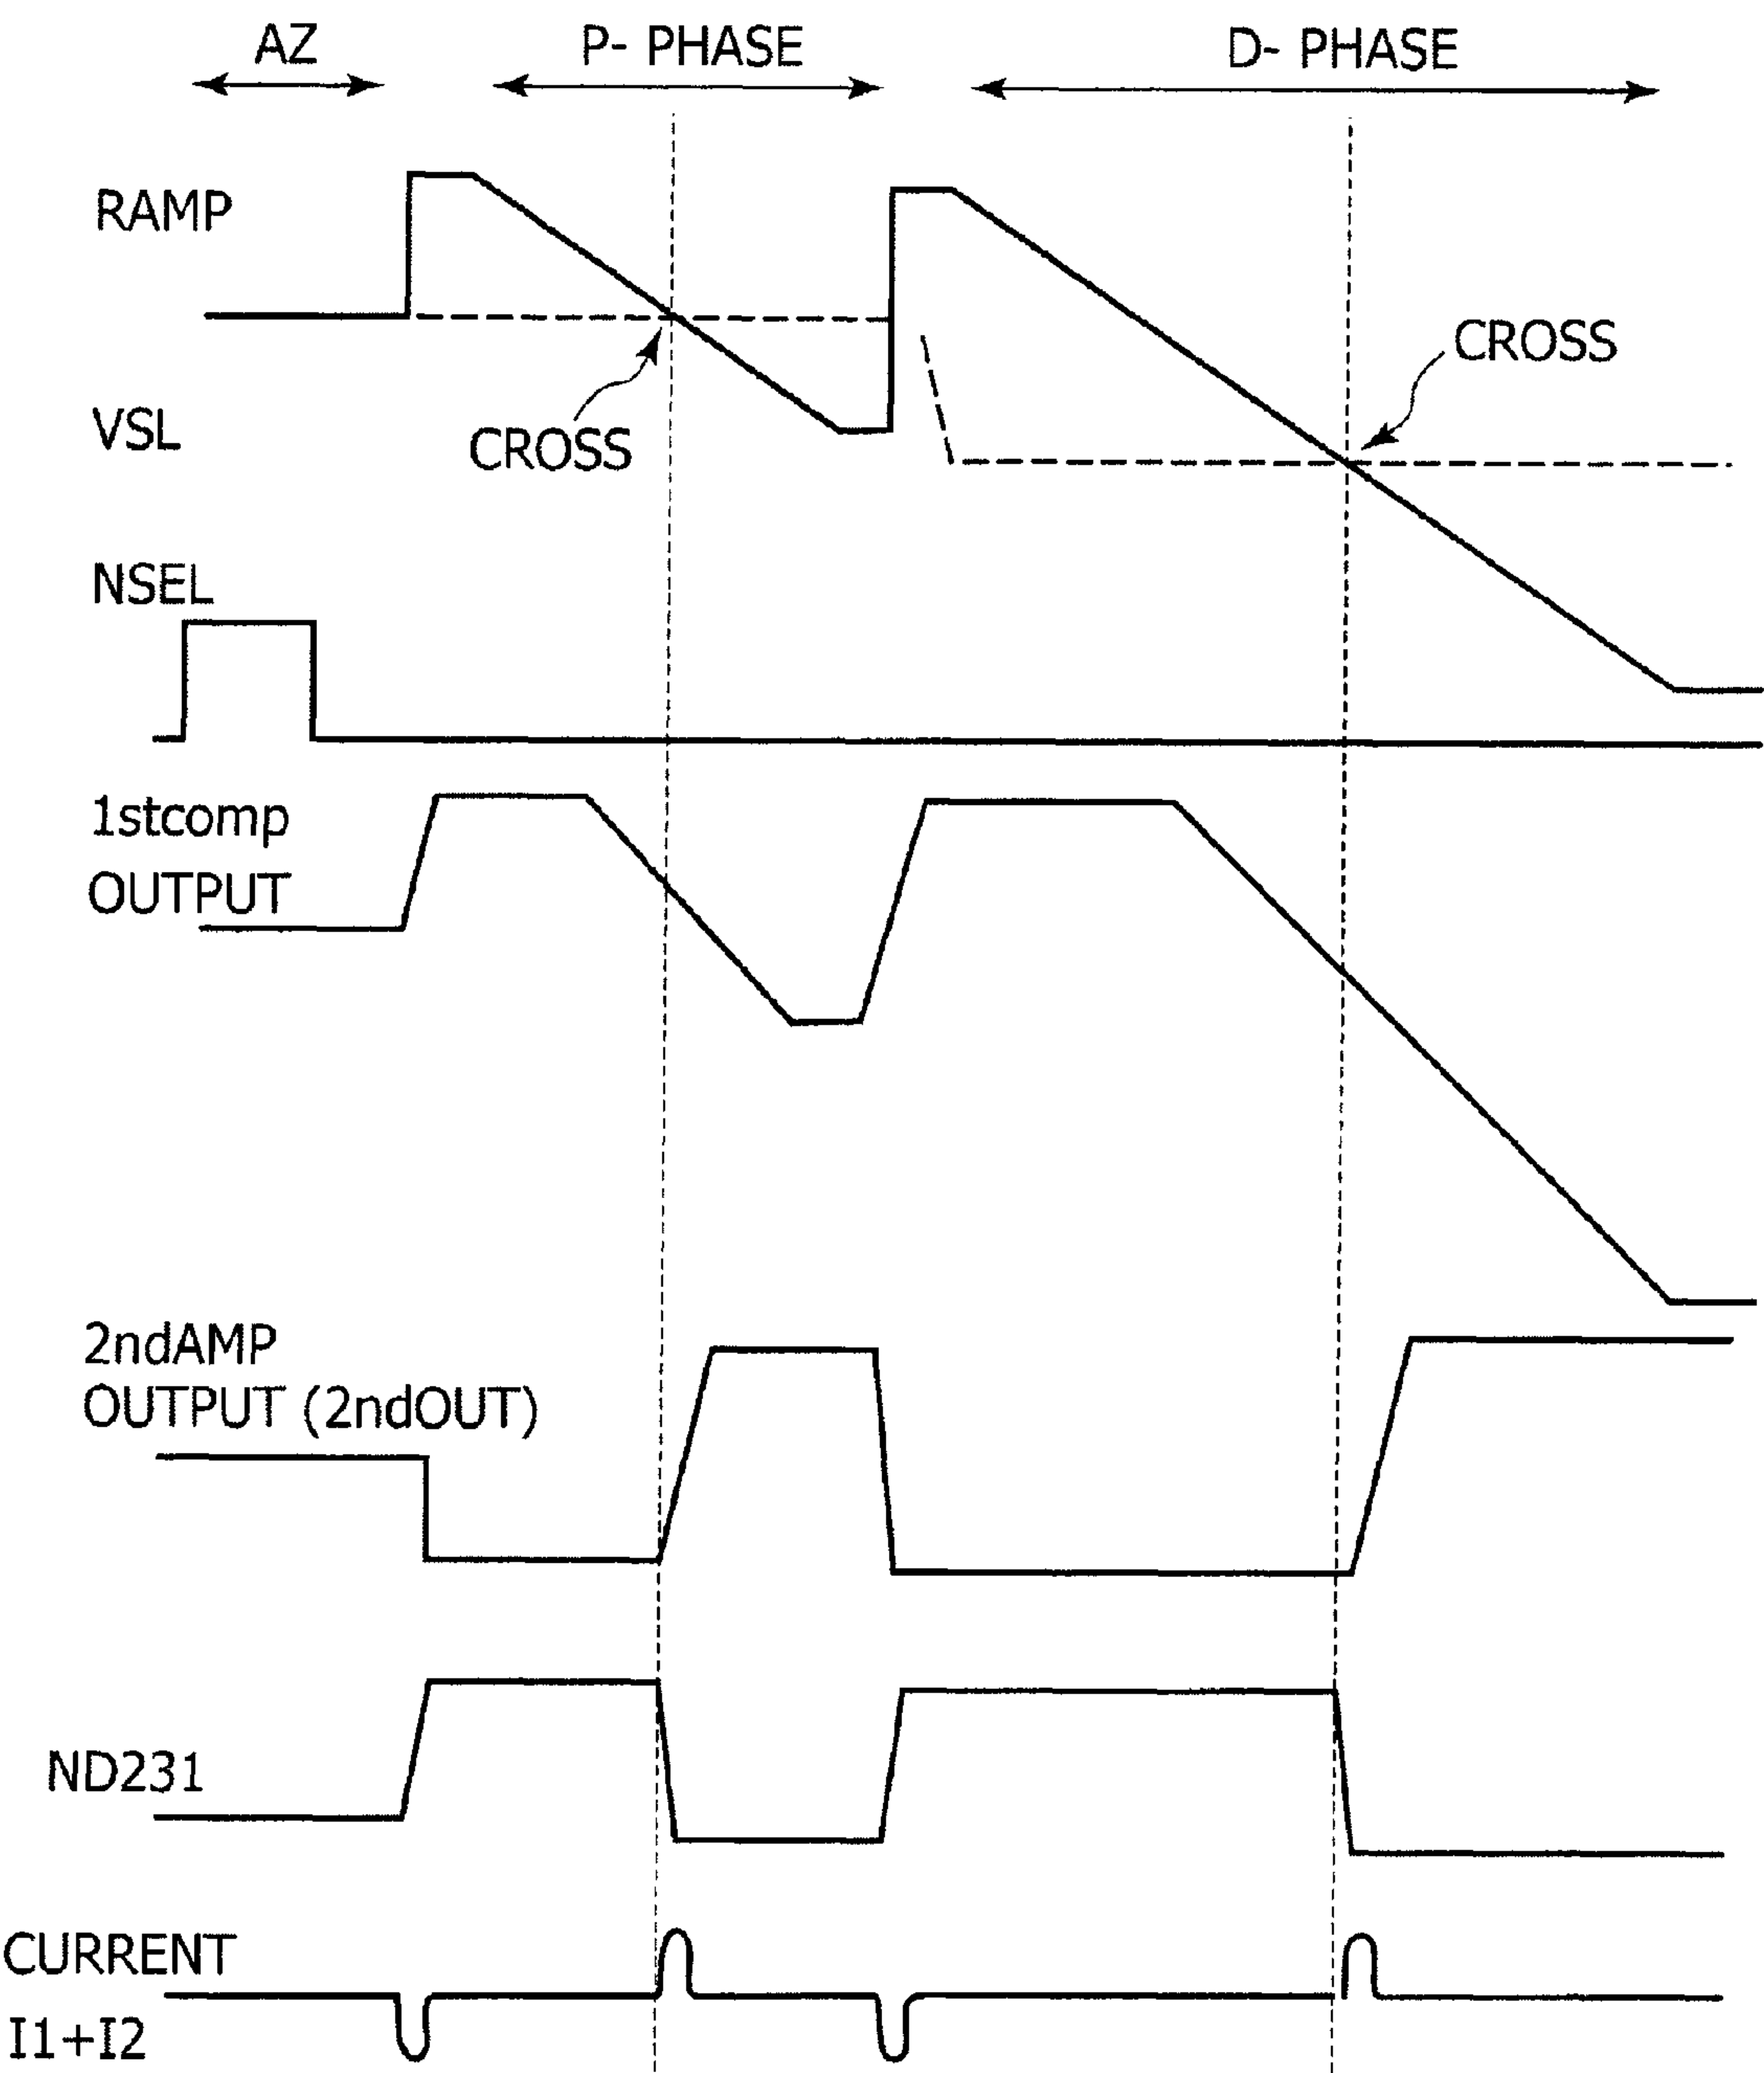 AZ
P- PHASE
D- PHASE
RAMP
CROSS
VSL
CROSS
NSEL
1stcomp
OUTPUT
2ndAMP
OUTPUT (2ndOUT)
ND231
CURRENT
I1+I2